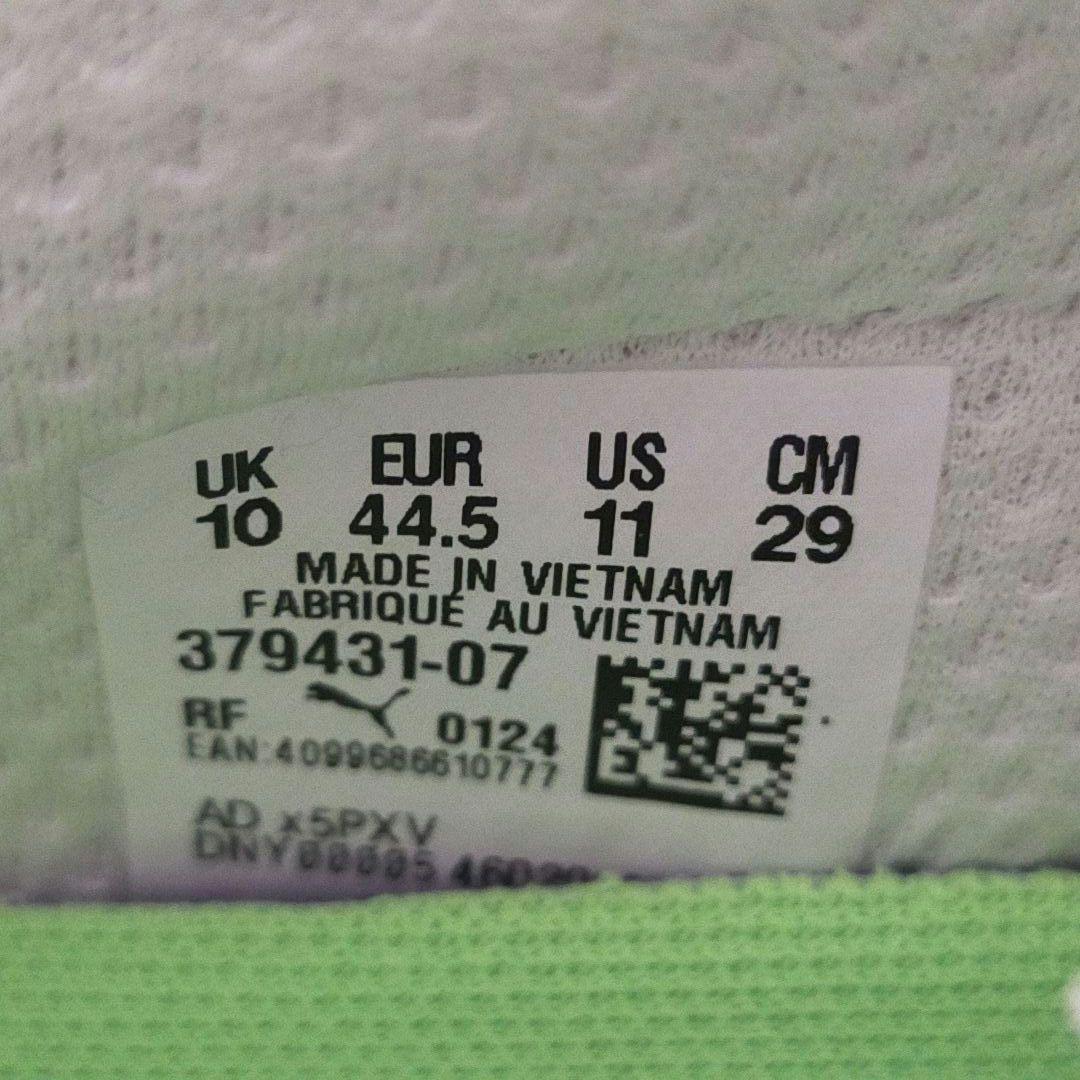 UK EUR US CM
10 44.5 11 29
MADE IN VIETNAM
FABRIQUÉ AU VIETNAM
379431-07
RF 0124
EAN:4099686610777
AD x5PXV